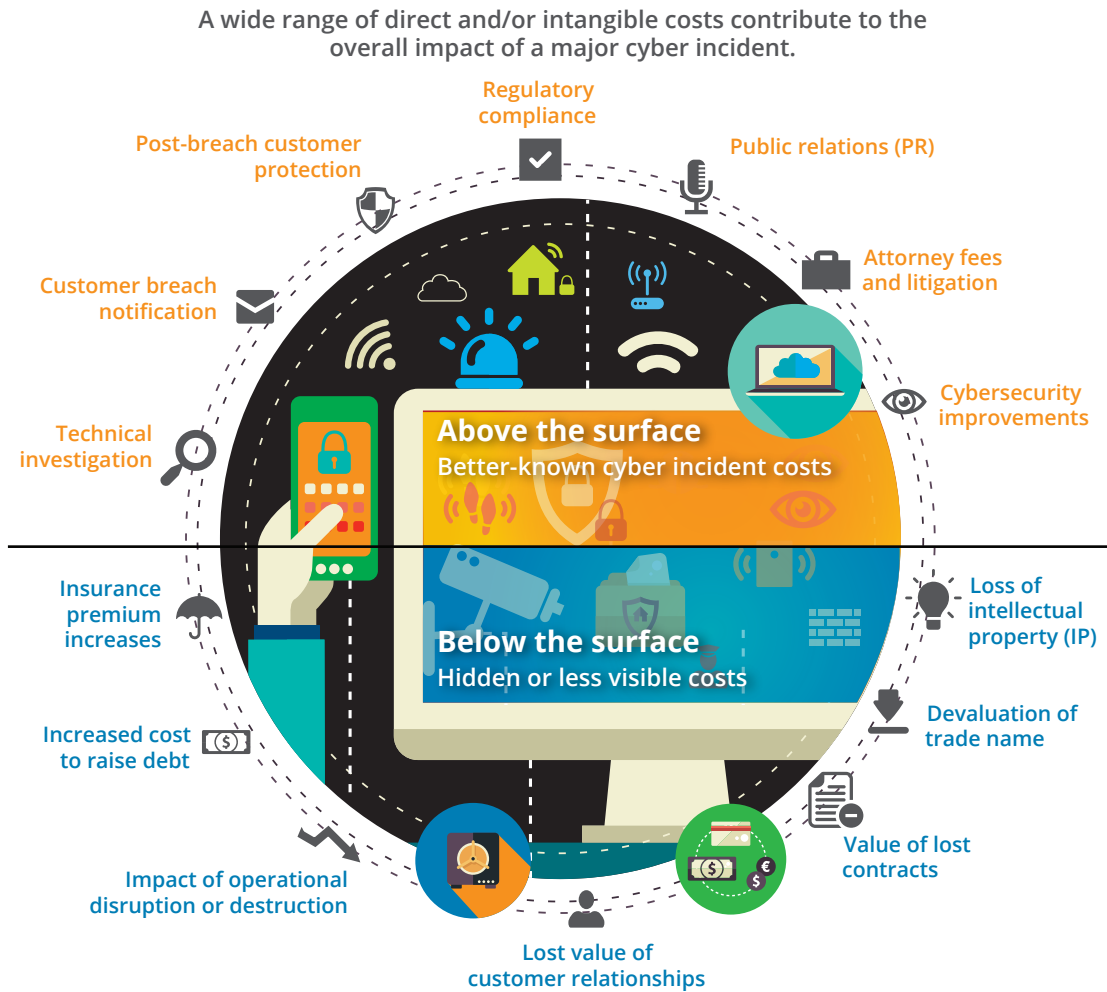 A wide range of direct and/or intangible costs contribute to the
overall impact of a major cyber incident.
Regulatory
compliance
Post-breach customer
protection
Public relations (PR)
Customer breach
notification
Attorney fees
and litigation
Technical
investigation
Cybersecurity
improvements
Above the surface
Better-known cyber incident costs
Below the surface
Hidden or less visible costs
Insurance
premium
increases
Loss of
intellectual
property (IP)
Increased cost
to raise debt
Devaluation of
trade name
Impact of operational
disruption or destruction
Value of lost
contracts
Lost value of
customer relationships